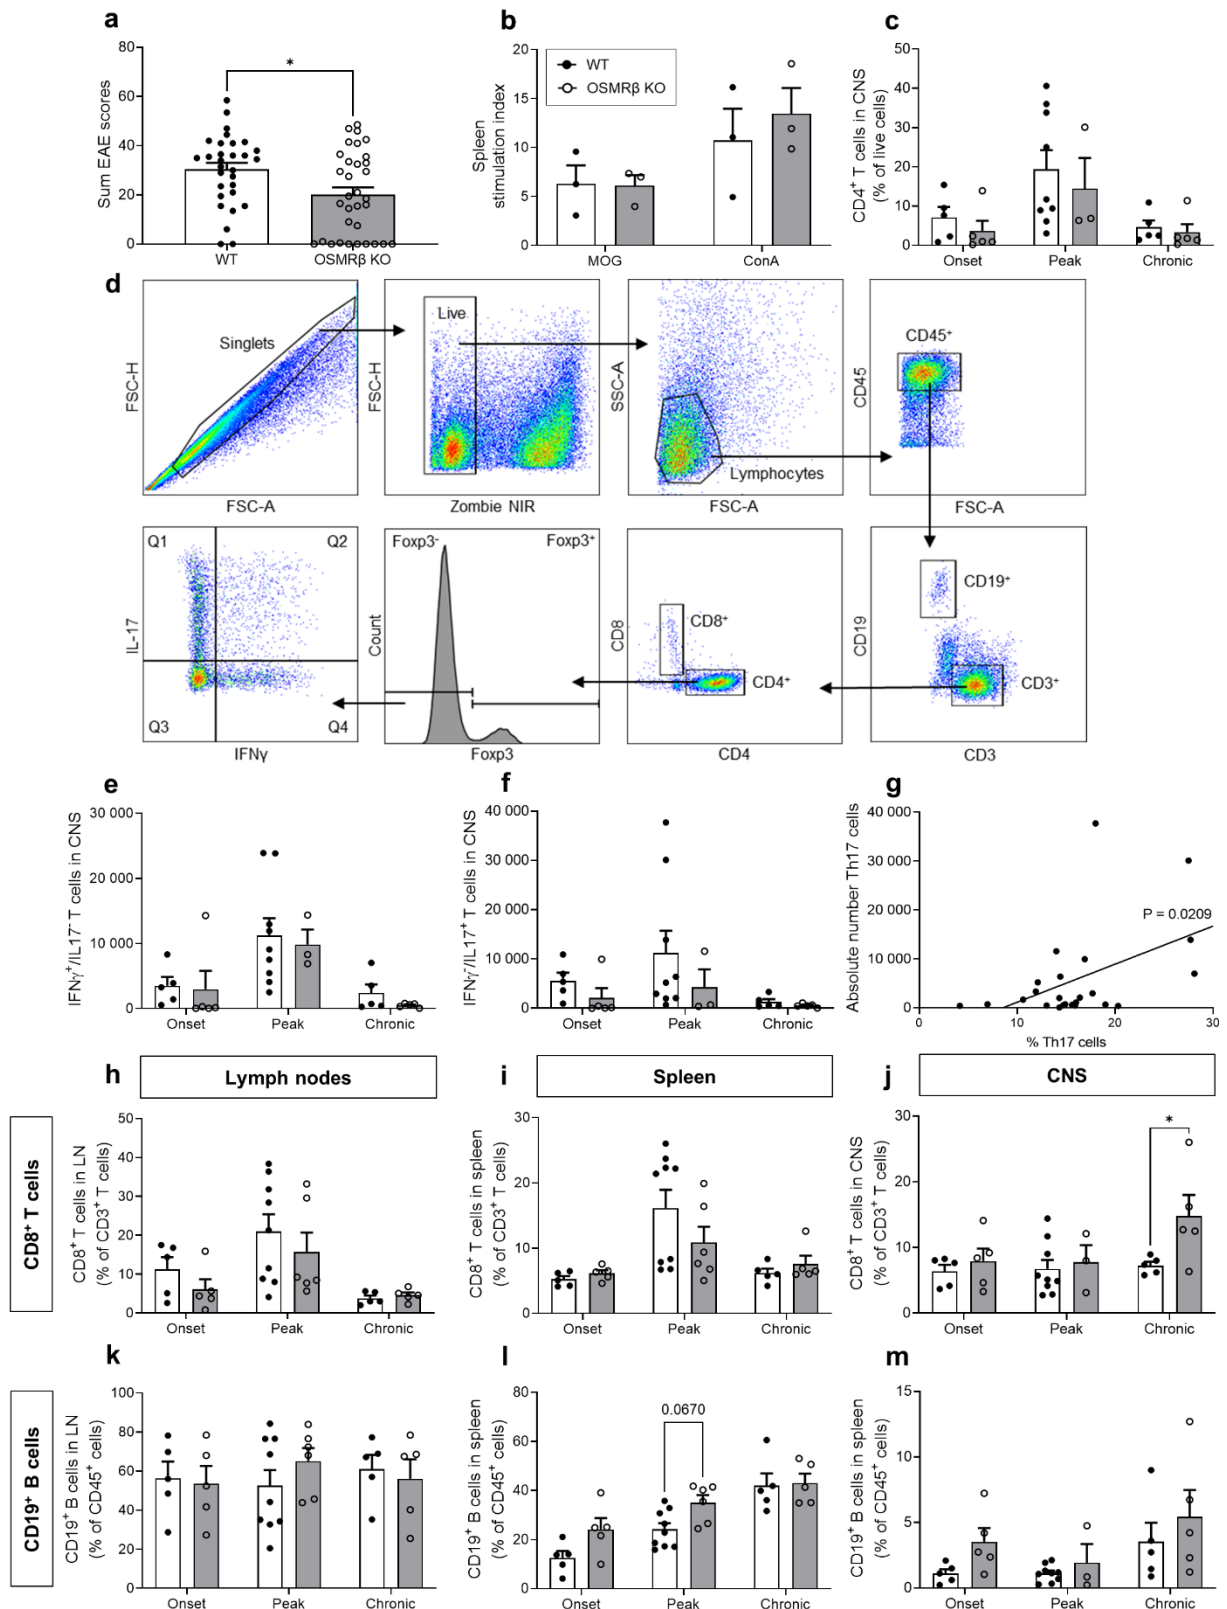 a
Sum EAE scores
80
60
40
20
0
*
WT
OSMRβ KO
b
Spleen
stimulation index
20
15
10
5
0
WT
OSMRβ KO
MOG
ConA
c
CD4⁺ T cells in CNS
(% of live cells)
50
40
30
20
10
0
Onset
Peak
Chronic
d
Singlets
FSC-H
FSC-A
Live
FSC-H
Zombie NIR
SSC-A
Lymphocytes
FSC-A
CD45⁺
CD45
FSC-A
Q1
Q2
Q3
Q4
IL-17
IFNγ
Foxp3⁻
Foxp3⁺
Count
Foxp3
CD8
CD8⁺
CD4⁺
CD4
CD19
CD19⁺
CD3⁺
CD3
e
IFNγ⁺/IL17⁻ T cells in CNS
30 000
20 000
10 000
0
Onset
Peak
Chronic
f
IFNγ⁻/IL17⁺ T cells in CNS
40 000
30 000
20 000
10 000
0
Onset
Peak
Chronic
g
Absolute number Th17 cells
40 000
30 000
20 000
10 000
0
P = 0.0209
0
10
20
30
% Th17 cells
CD8⁺ T cells
h
Lymph nodes
CD8⁺ T cells in LN
(% of CD3⁺ T cells)
50
40
30
20
10
0
Onset
Peak
Chronic
i
Spleen
CD8⁺ T cells in spleen
(% of CD3⁺ T cells)
30
20
10
0
Onset
Peak
Chronic
j
CNS
CD8⁺ T cells in CNS
(% of CD3⁺ T cells)
30
20
10
0
*
Onset
Peak
Chronic
CD19⁺ B cells
k
CD19⁺ B cells in LN
(% of CD45⁺ cells)
100
80
60
40
20
0
Onset
Peak
Chronic
l
CD19⁺ B cells in spleen
(% of CD45⁺ cells)
80
60
40
20
0
0.0670
Onset
Peak
Chronic
m
CD19⁺ B cells in spleen
(% of CD45⁺ cells)
15
10
5
0
Onset
Peak
Chronic